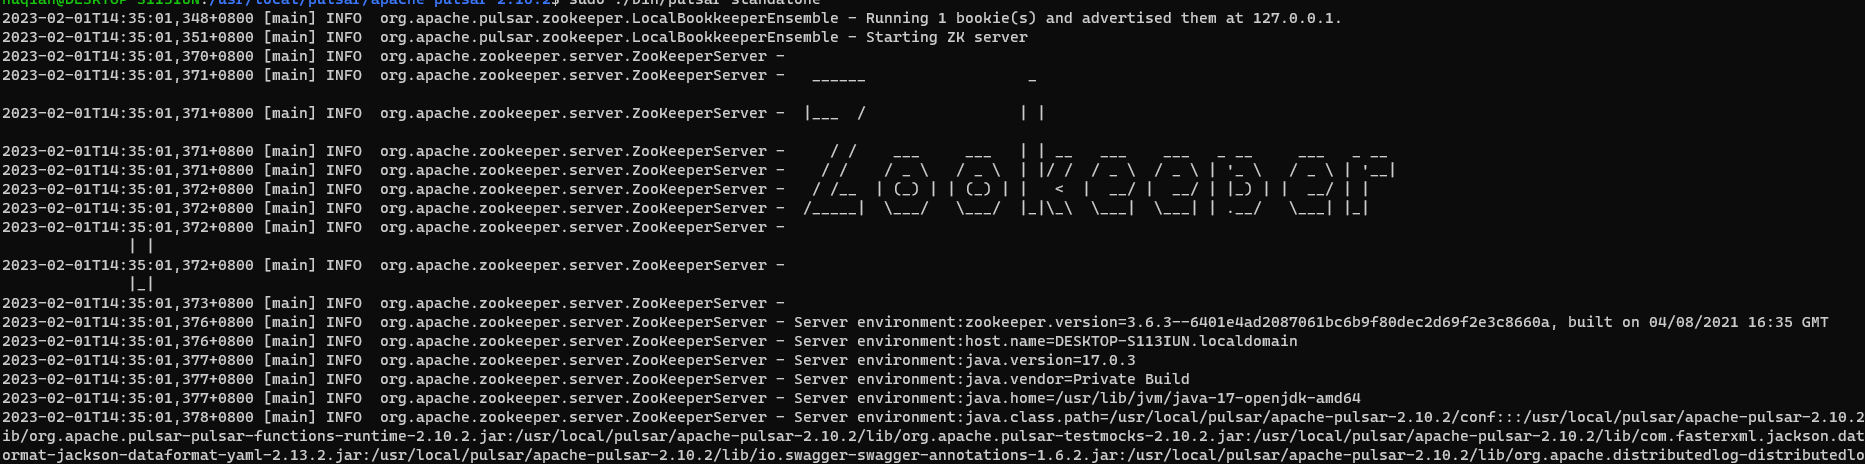 /usr/local/pulsar/apache-pulsar-2.10.2$ sudo ./bin/pulsar standalone
2023-02-01T14:35:01,348+0800 [main] INFO  org.apache.pulsar.zookeeper.LocalBookkeeperEnsemble - Running 1 bookie(s) and advertised them at 127.0.0.1.
2023-02-01T14:35:01,351+0800 [main] INFO  org.apache.pulsar.zookeeper.LocalBookkeeperEnsemble - Starting ZK server
2023-02-01T14:35:01,370+0800 [main] INFO  org.apache.zookeeper.server.ZooKeeperServer -
2023-02-01T14:35:01,371+0800 [main] INFO  org.apache.zookeeper.server.ZooKeeperServer -   ______                  _
2023-02-01T14:35:01,371+0800 [main] INFO  org.apache.zookeeper.server.ZooKeeperServer -  |___  /                 | |
2023-02-01T14:35:01,371+0800 [main] INFO  org.apache.zookeeper.server.ZooKeeperServer -     / /    ___     ___   | | __   ___    ___   _ __     ___   _ __
2023-02-01T14:35:01,371+0800 [main] INFO  org.apache.zookeeper.server.ZooKeeperServer -    / /    / _ \   / _ \  | |/ /  / _ \  / _ \ | '_ \   / _ \ | '__|
2023-02-01T14:35:01,372+0800 [main] INFO  org.apache.zookeeper.server.ZooKeeperServer -   / /__  | (_) | | (_) | |   <  |  __/ |  __/ | |_) | |  __/ | |
2023-02-01T14:35:01,372+0800 [main] INFO  org.apache.zookeeper.server.ZooKeeperServer -  /_____|  \___/   \___/  |_|\_\  \___|  \___| | .__/   \___| |_|
2023-02-01T14:35:01,372+0800 [main] INFO  org.apache.zookeeper.server.ZooKeeperServer -
              | |
2023-02-01T14:35:01,372+0800 [main] INFO  org.apache.zookeeper.server.ZooKeeperServer -
              |_|
2023-02-01T14:35:01,373+0800 [main] INFO  org.apache.zookeeper.server.ZooKeeperServer -
2023-02-01T14:35:01,376+0800 [main] INFO  org.apache.zookeeper.server.ZooKeeperServer - Server environment:zookeeper.version=3.6.3--6401e4ad2087061bc6b9f80dec2d69f2e3c8660a, built on 04/08/2021 16:35 GMT
2023-02-01T14:35:01,376+0800 [main] INFO  org.apache.zookeeper.server.ZooKeeperServer - Server environment:host.name=DESKTOP-S113IUN.localdomain
2023-02-01T14:35:01,377+0800 [main] INFO  org.apache.zookeeper.server.ZooKeeperServer - Server environment:java.version=17.0.3
2023-02-01T14:35:01,377+0800 [main] INFO  org.apache.zookeeper.server.ZooKeeperServer - Server environment:java.vendor=Private Build
2023-02-01T14:35:01,377+0800 [main] INFO  org.apache.zookeeper.server.ZooKeeperServer - Server environment:java.home=/usr/lib/jvm/java-17-openjdk-amd64
2023-02-01T14:35:01,378+0800 [main] INFO  org.apache.zookeeper.server.ZooKeeperServer - Server environment:java.class.path=/usr/local/pulsar/apache-pulsar-2.10.2/conf:::/usr/local/pulsar/apache-pulsar-2.10.2
ib/org.apache.pulsar-pulsar-functions-runtime-2.10.2.jar:/usr/local/pulsar/apache-pulsar-2.10.2/lib/org.apache.pulsar-testmocks-2.10.2.jar:/usr/local/pulsar/apache-pulsar-2.10.2/lib/com.fasterxml.jackson.dat
ormat-jackson-dataformat-yaml-2.13.2.jar:/usr/local/pulsar/apache-pulsar-2.10.2/lib/io.swagger-swagger-annotations-1.6.2.jar:/usr/local/pulsar/apache-pulsar-2.10.2/lib/org.apache.distributedlog-distributedlo